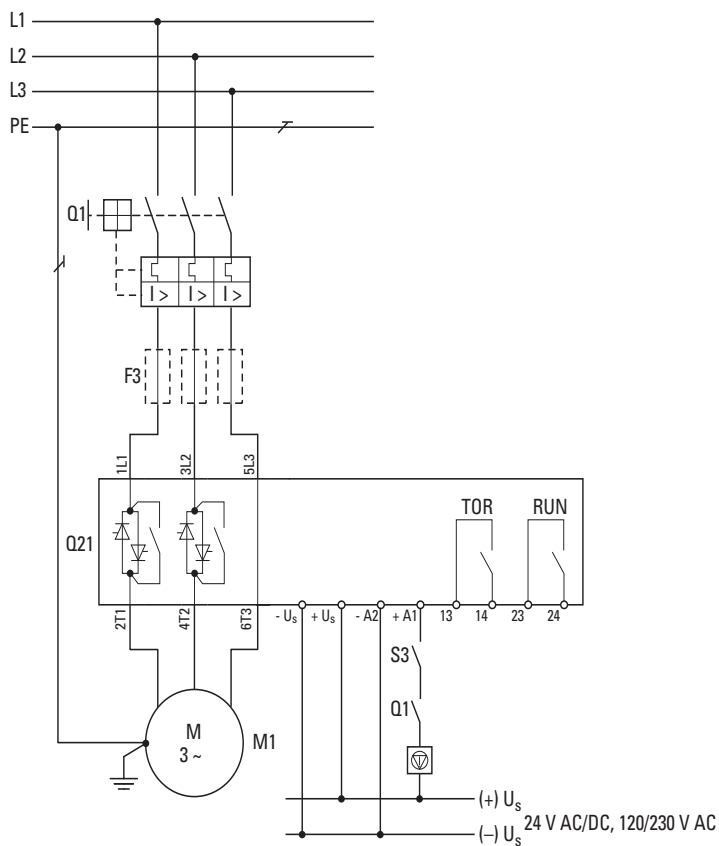 L1
L2
L3
PE
Q1
I > I > I >
F3
1L1 3L2 5L3
TOR RUN
Q21
2T1 4T2 6T3 - Us + Us - A2 + A1 13 14 23 24
S3
Q1
M
3 ~
M1
(+) Us
(–) Us
24 V AC/DC, 120/230 V AC